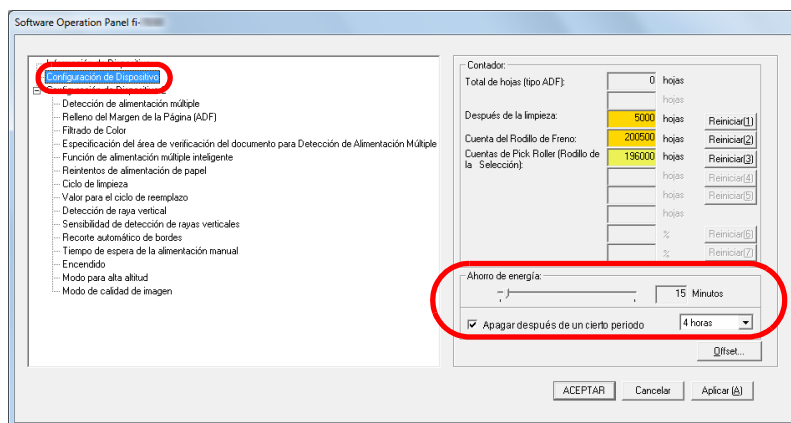 Software Operation Panel fi-
Configuración de Dispositivo
Detección de alimentación múltiple
Relleno del Margen de la Página (ADF)
Filtrado de Color
Especificación del área de verificación del documento para Detección de Alimentación Múltiple
Función de alimentación múltiple inteligente
Reintentos de alimentación de papel
Ciclo de limpieza
Valor para el ciclo de reemplazo
Detección de raya vertical
Sensibilidad de detección de rayas verticales
Recorte automático de bordes
Tiempo de espera de la alimentación manual
Encendido
Modo para alta altitud
Modo de calidad de imagen
Contador:
Total de hojas (tipo ADF): 0 hojas
hojas
Después de la limpieza: 5000 hojas Reiniciar(1)
Cuenta del Rodillo de Freno: 200500 hojas Reiniciar(2)
Cuentas de Pick Roller (Rodillo de la Selección): 196000 hojas Reiniciar(3)
hojas Reiniciar(4)
hojas Reiniciar(5)
hojas
% Reiniciar(6)
% Reiniciar(7)
Ahorro de energía:
15 Minutos
Apagar después de un cierto periodo 4 horas
Offset...
ACEPTAR Cancelar Aplicar (A)